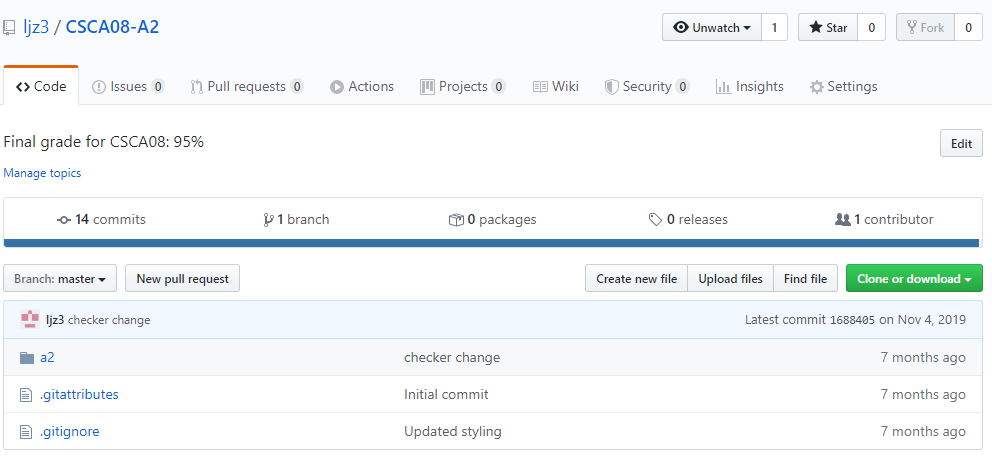 ljz3 / CSCA08-A2 Unwatch 1 Star 0 Fork 0
Code Issues 0 Pull requests 0 Actions Projects 0 Wiki Security 0 Insights Settings
Final grade for CSCA08: 95% Edit
Manage topics
14 commits 1 branch 0 packages 0 releases 1 contributor
Branch: master New pull request Create new file Upload files Find file Clone or download
ljz3 checker change Latest commit 1688405 on Nov 4, 2019
a2 checker change 7 months ago
.gitattributes Initial commit 7 months ago
.gitignore Updated styling 7 months ago